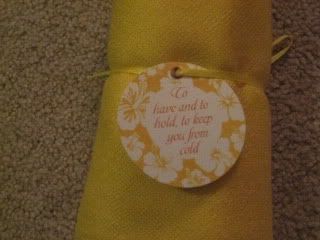 To
have and to
hold, to keep
you from
cold